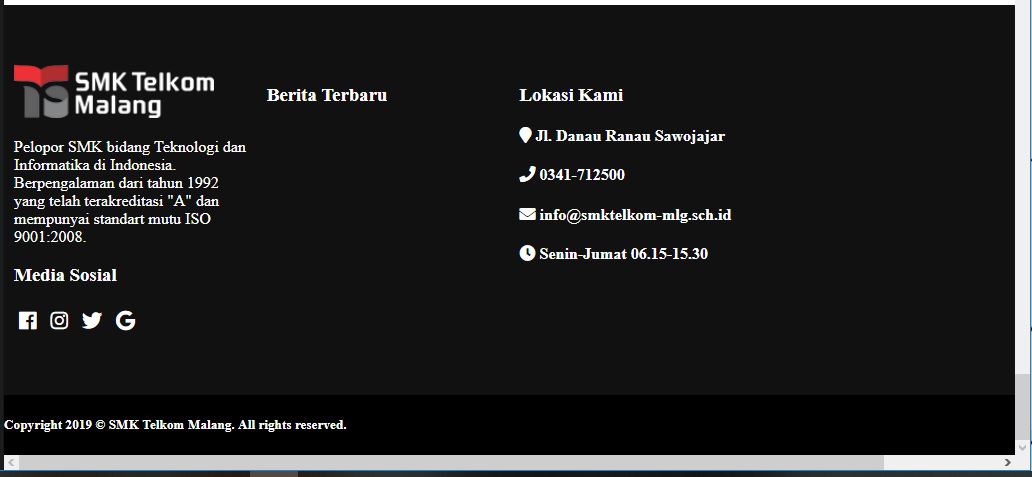 SMK Telkom
Malang
Pelopor SMK bidang Teknologi dan
Informatika di Indonesia.
Berpengalaman dari tahun 1992
yang telah terakreditasi "A" dan
mempunyai standart mutu ISO
9001:2008.
Media Sosial
Berita Terbaru
Lokasi Kami
Jl. Danau Ranau Sawojajar
0341-712500
info@smktelkom-mlg.sch.id
Senin-Jumat 06.15-15.30
Copyright 2019 © SMK Telkom Malang. All rights reserved.